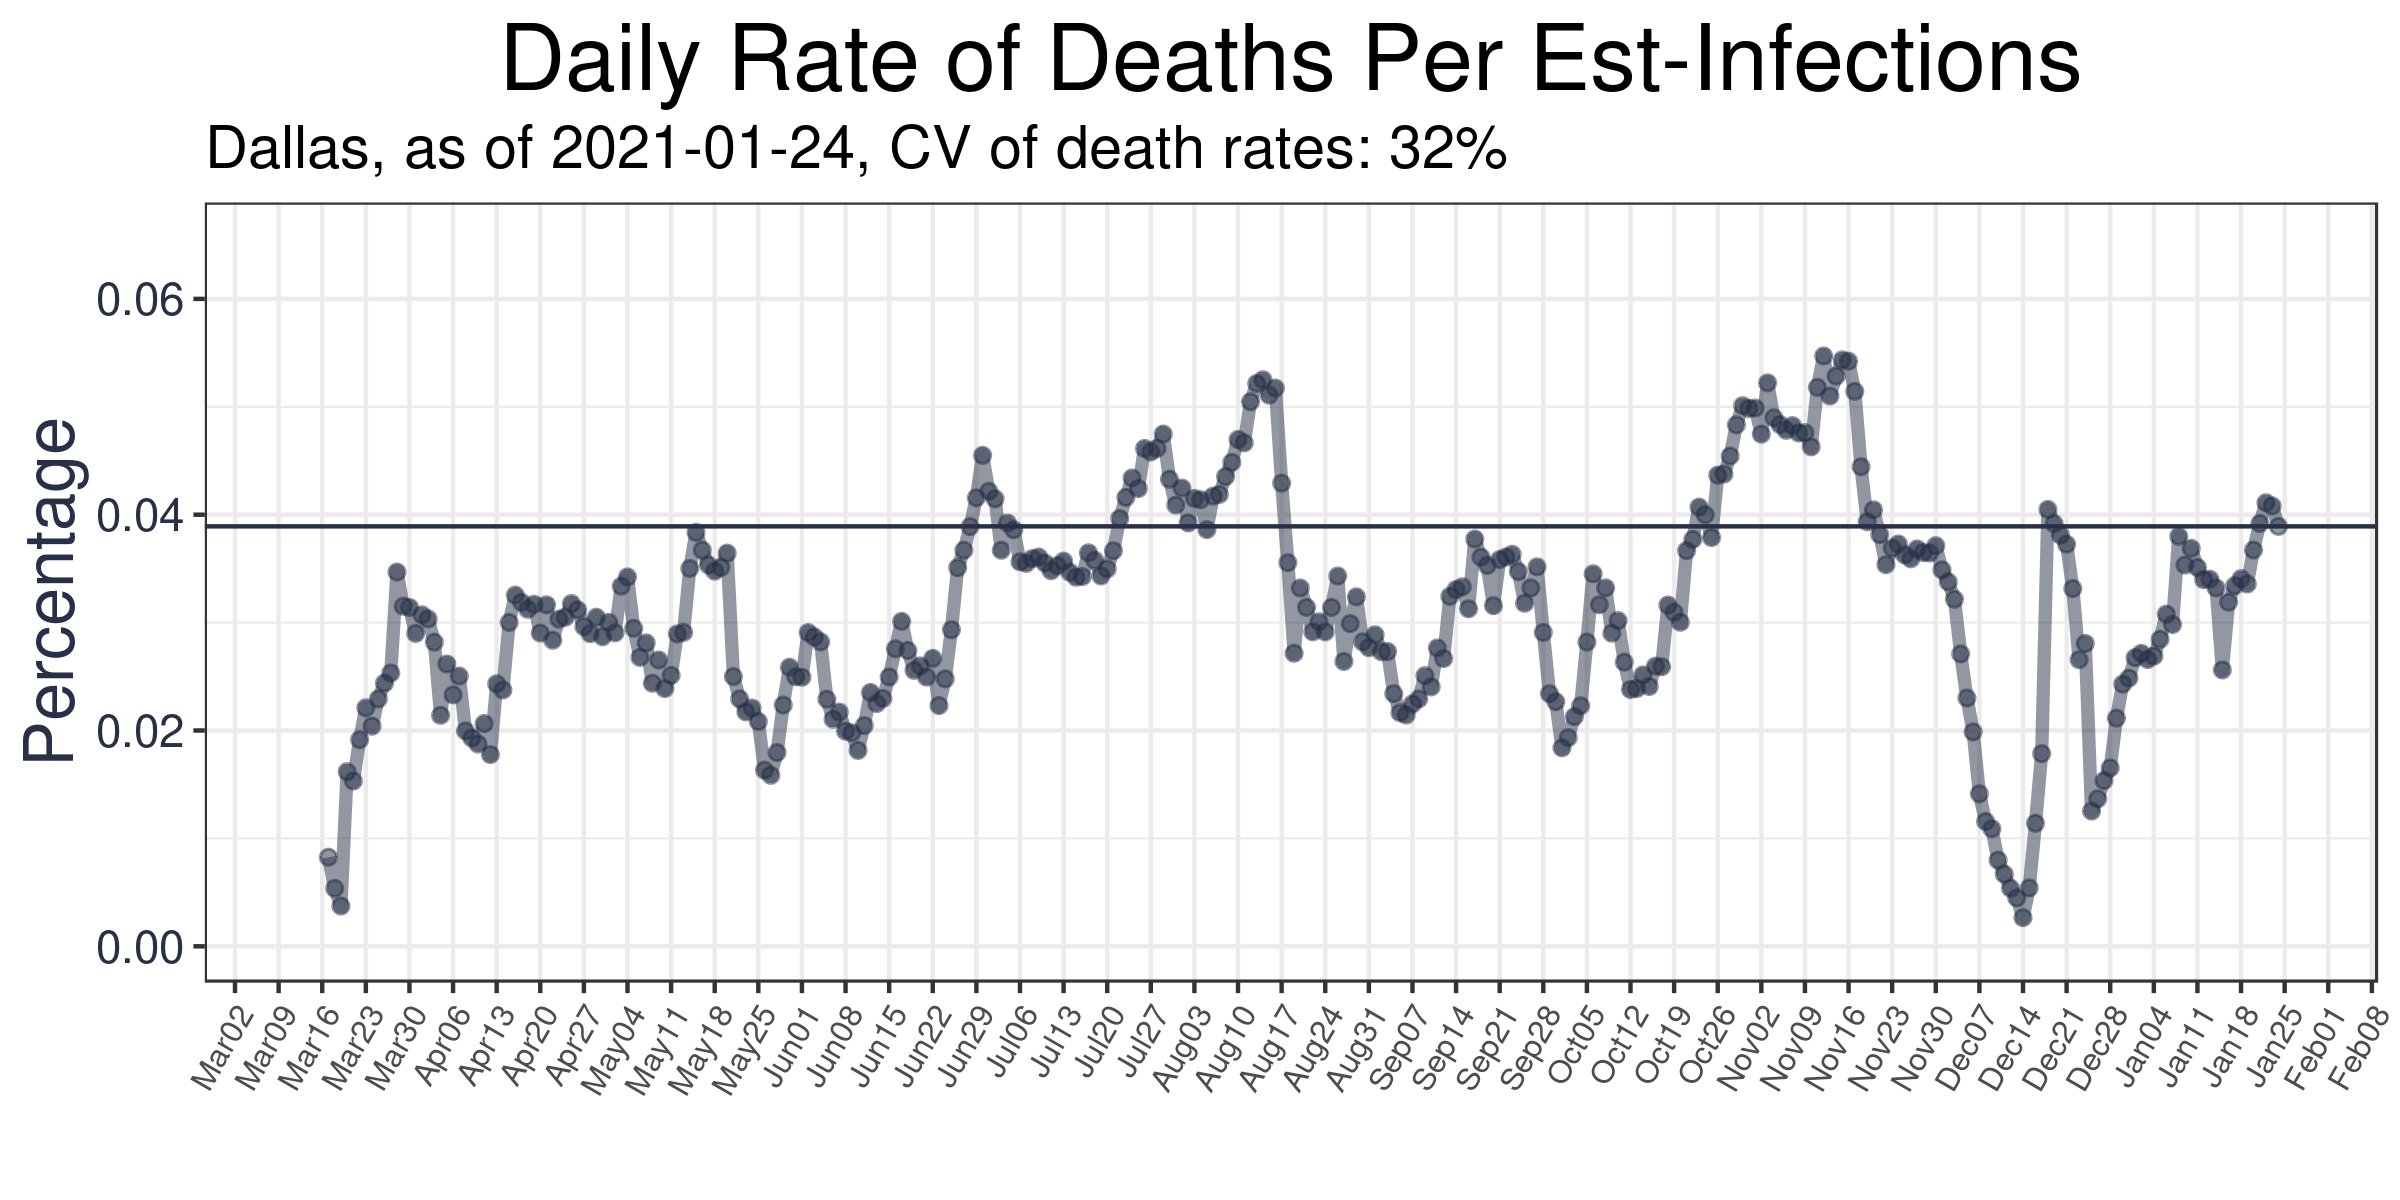 Daily Rate of Deaths Per Est-Infections
Dallas, as of 2021-01-24, CV of death rates: 32%
Percentage
0.06
0.04
0.02
0.00
Mar02
Mar09
Mar16
Mar23
Mar30
Apr06
Apr13
Apr20
Apr27
May04
May11
May18
May25
Jun01
Jun08
Jun15
Jun22
Jun29
Jul06
Jul13
Jul20
Jul27
Aug03
Aug10
Aug17
Aug24
Aug31
Sep07
Sep14
Sep21
Sep28
Oct05
Oct12
Oct19
Oct26
Nov02
Nov09
Nov16
Nov23
Nov30
Dec07
Dec14
Dec21
Dec28
Jan04
Jan11
Jan18
Jan25
Feb01
Feb08